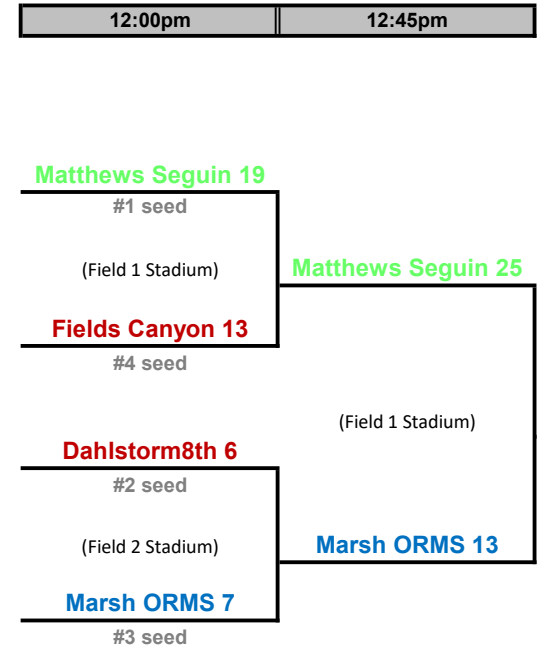 12:00pm 12:45pm
Matthews Seguin 19
#1 seed
(Field 1 Stadium)
Matthews Seguin 25
Fields Canyon 13
#4 seed
(Field 1 Stadium)
Dahlstorm8th 6
#2 seed
(Field 2 Stadium)
Marsh ORMS 13
Marsh ORMS 7
#3 seed